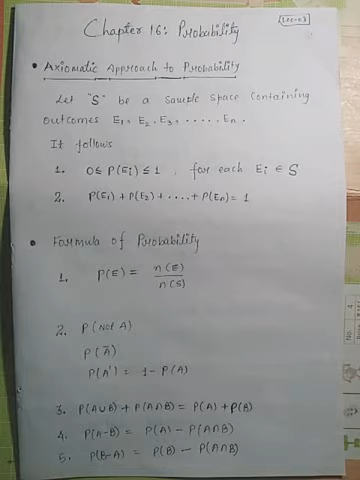 [Lec-03]
Chapter 16: Probability
• Axiomatic Approach to Probability
Let "S" be a sample space containing
outcomes E₁, E₂, E₃, ..... Eₙ.
It follows
1. 0 ≤ P(Eᵢ) ≤ 1 , for each Eᵢ ∈ S
2. P(E₁) + P(E₂) + .... + P(Eₙ) = 1
• Formula of Probability
1. P(E) = n(E) / n(S)
2. P(Not A)
P(Ā)
P(A') = 1 - P(A)
3. P(A∪B) + P(A∩B) = P(A) + P(B)
4. P(A-B) = P(A) - P(A∩B)
5. P(B-A) = P(B) - P(A∩B)